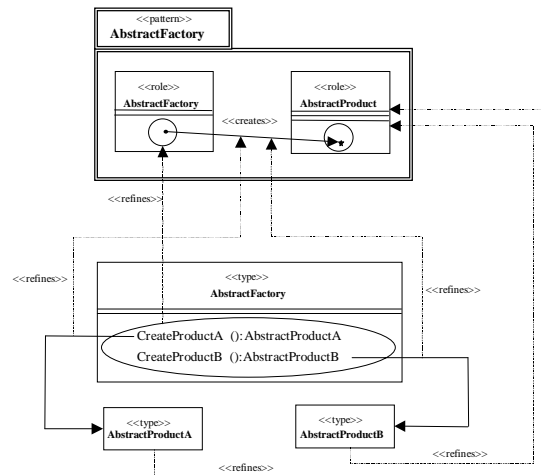 <<pattern>>
AbstractFactory
<<role>>
AbstractFactory
<<creates>>
<<role>>
AbstractProduct
<<refines>>
<<refines>>
<<refines>>
<<type>>
AbstractFactory
CreateProductA ():AbstractProductA
CreateProductB ():AbstractProductB
<<type>>
AbstractProductA
<<type>>
AbstractProductB
<<refines>>
<<refines>>